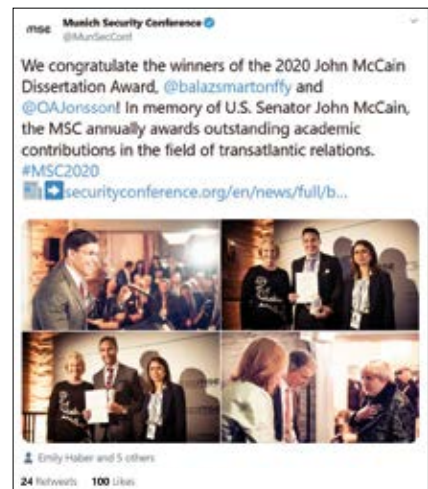 mse Munich Security Conference
@MunSecConf
We congratulate the winners of the 2020 John McCain
Dissertation Award, @balazsmartonffy and
@OAJonsson! In memory of U.S. Senator John McCain,
the MSC annually awards outstanding academic
contributions in the field of transatlantic relations.
#MSC2020
securityconference.org/en/news/full/b...
Emily Haber and 5 others
24 Retweets 100 Likes